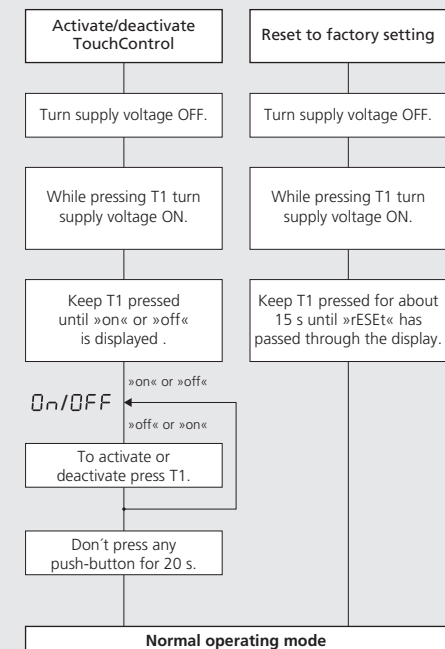 Activate/deactivate
TouchControl
Turn supply voltage OFF.
While pressing T1 turn
supply voltage ON.
Keep T1 pressed
until »on« or »off«
is displayed .
»on« or »off«
On/OFF
»off« or »on«
To activate or
deactivate press T1.
Don´t press any
push-button for 20 s.
Reset to factory setting
Turn supply voltage OFF.
While pressing T1 turn
supply voltage ON.
Keep T1 pressed for about
15 s until »rESEt« has
passed through the display.
Normal operating mode